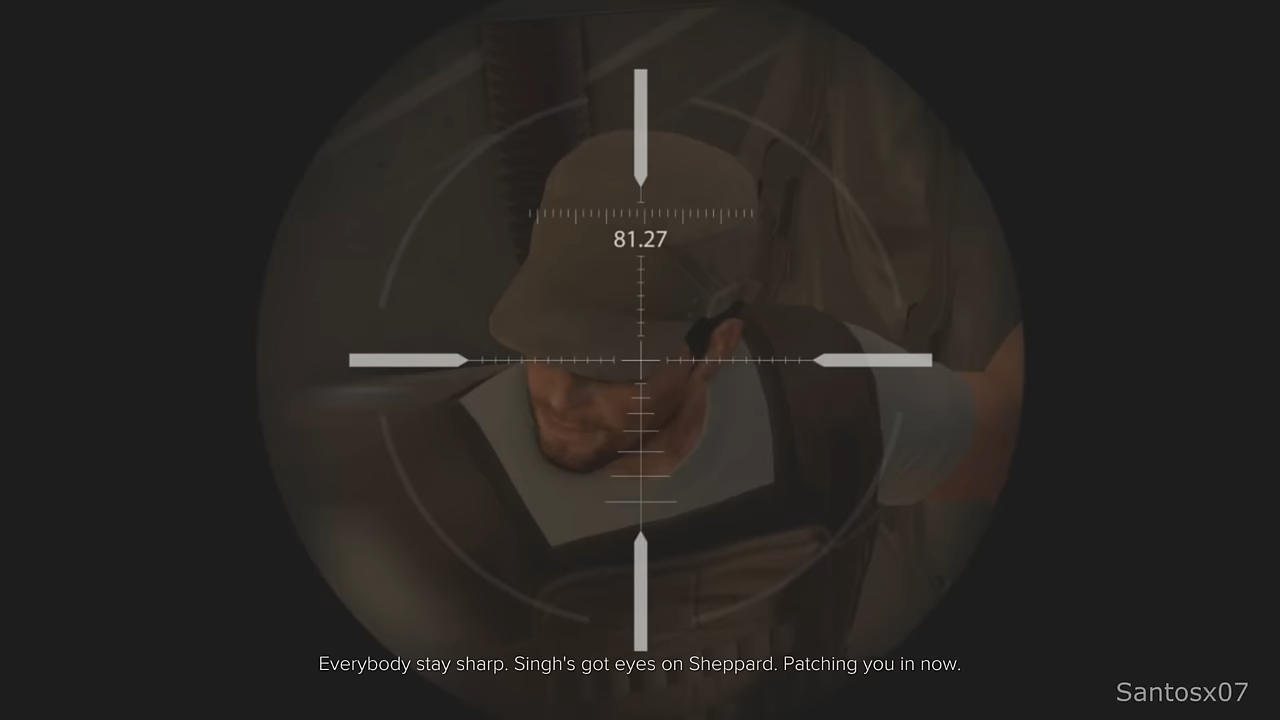 81.27
Everybody stay sharp. Singh's got eyes on Sheppard. Patching you in now.
Santosx07